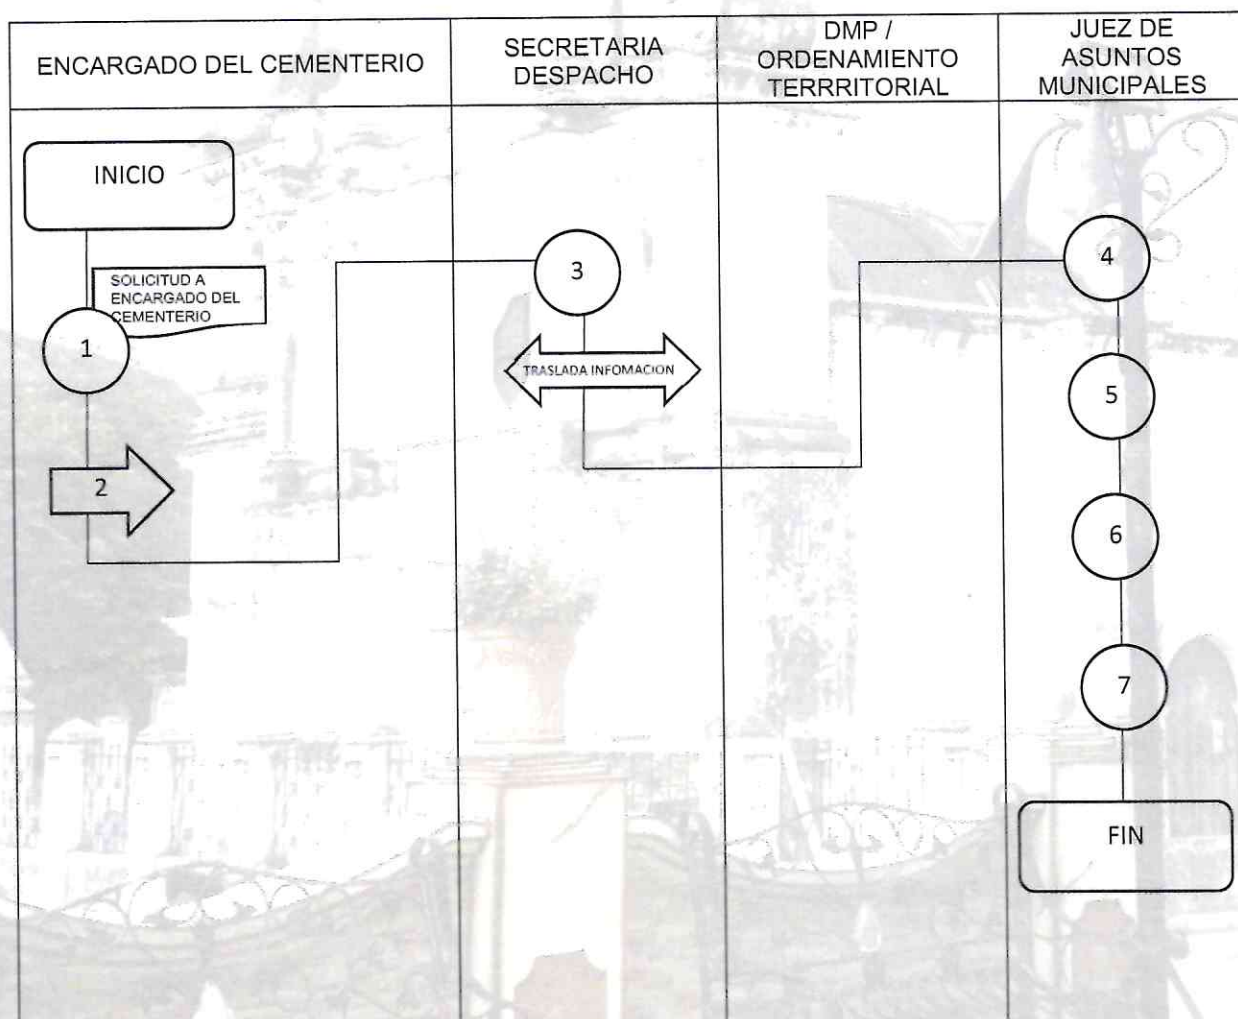 ENCARGADO DEL CEMENTERIO
SECRETARIA
DESPACHO
DMP /
ORDENAMIENTO
TERRRITORIAL
JUEZ DE
ASUNTOS
MUNICIPALES
INICIO
SOLICITUD A
ENCARGADO DEL
CEMENTERIO
1
2
3
TRASLADA INFOMACION
4
5
6
7
FIN